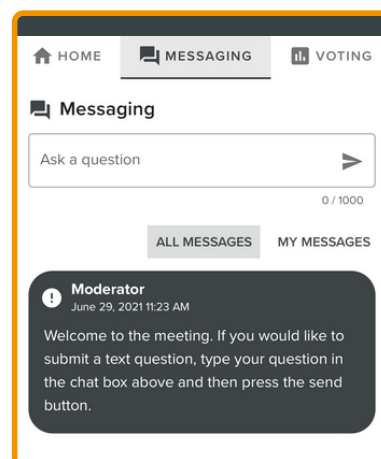 HOME MESSAGING VOTING
Messaging
Ask a question
0 / 1000
ALL MESSAGES MY MESSAGES
Moderator
June 29, 2021 11:23 AM
Welcome to the meeting. If you would like to
submit a text question, type your question in
the chat box above and then press the send
button.